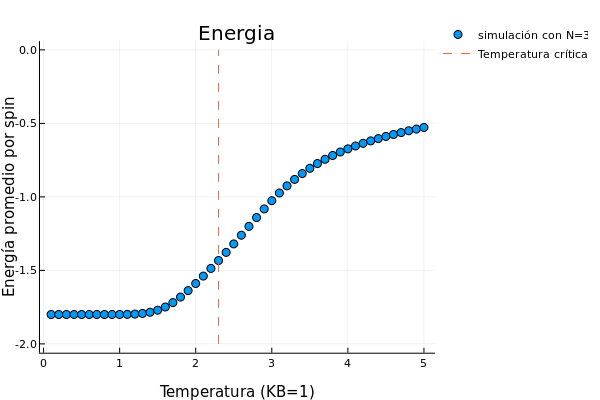 Energia
simulación con N=3
Temperatura crítica
Energía promedio por spin
0.0
-0.5
-1.0
-1.5
-2.0
0 1 2 3 4 5
Temperatura (KB=1)